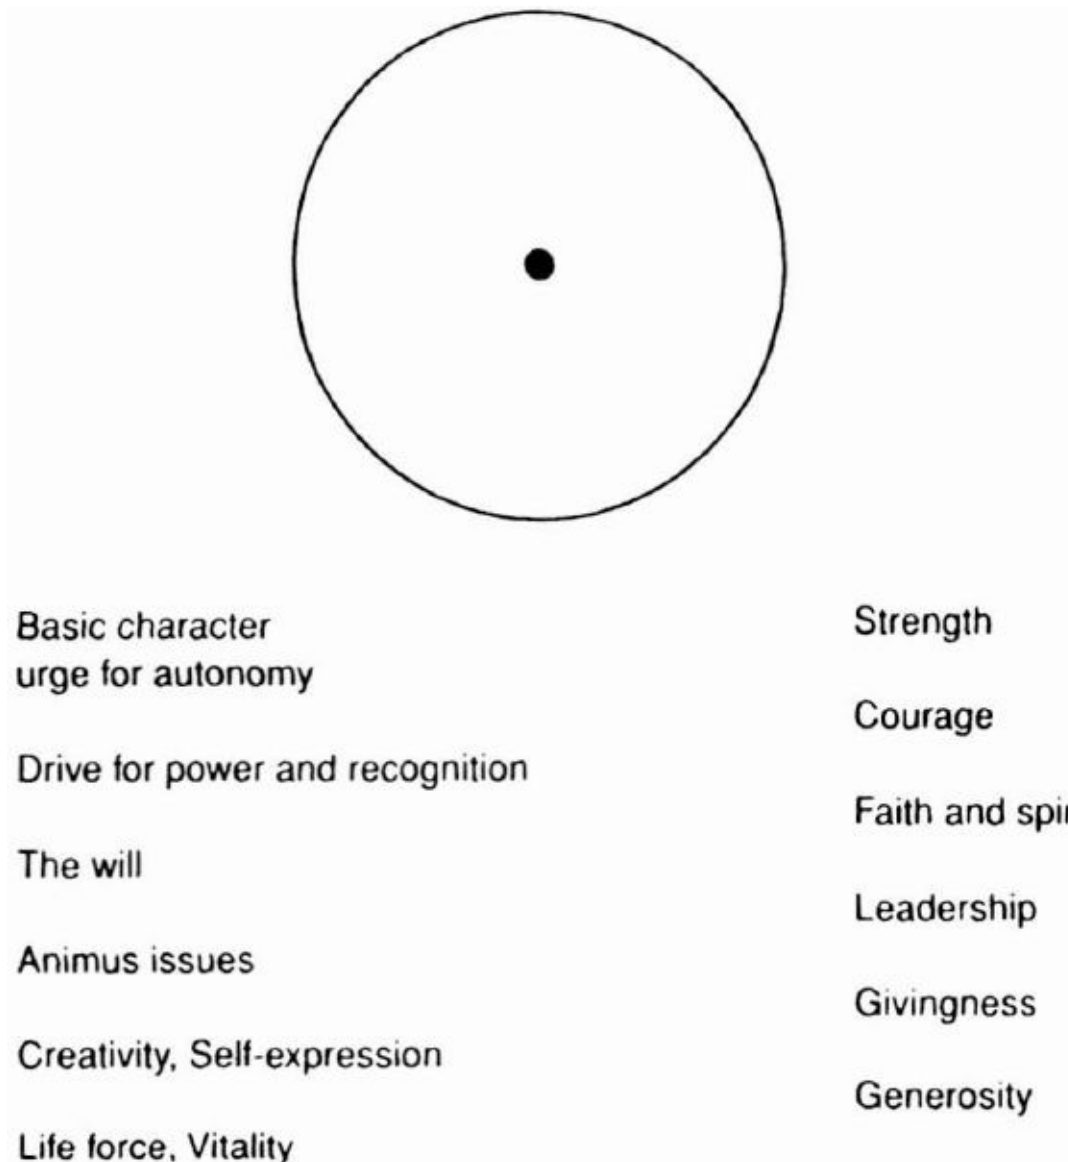 Basic character
urge for autonomy
Drive for power and recognition
The will
Animus issues
Creativity, Self-expression
Life force, Vitality
Strength
Courage
Faith and
Leadership
Givingness
Generosity